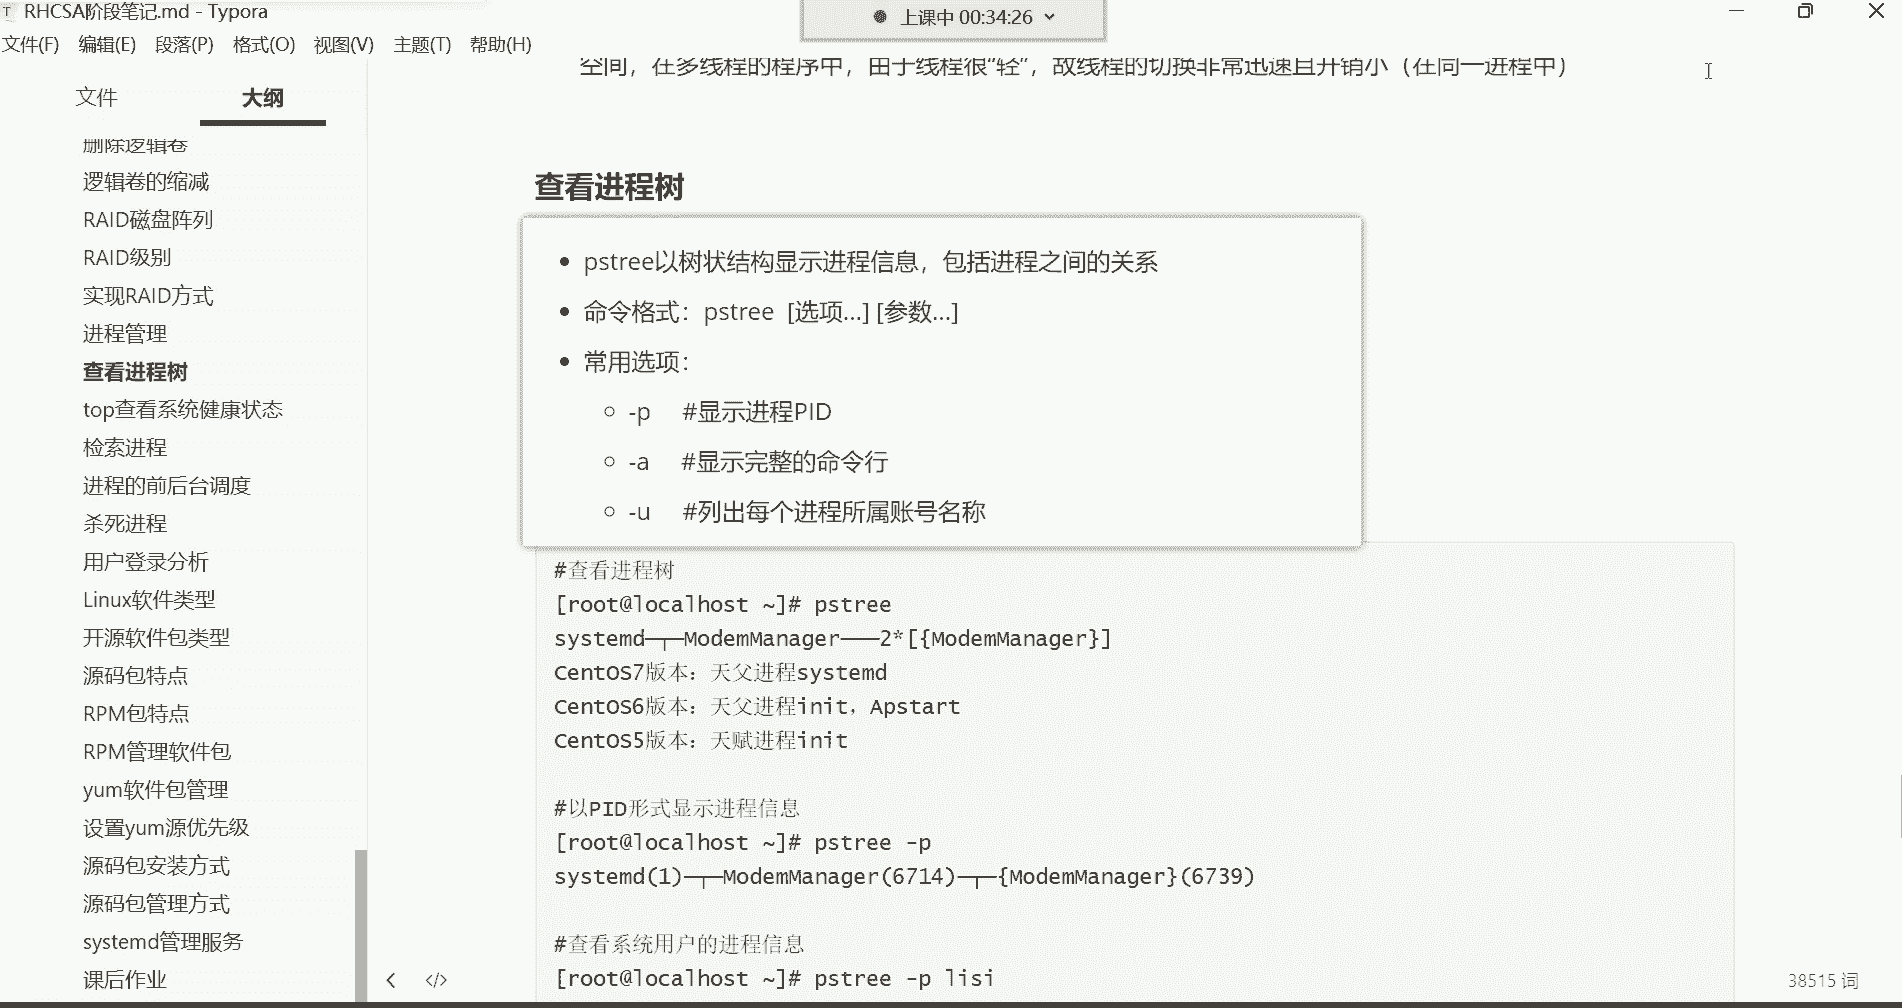 RHCSA阶段笔记.md - Typora
上课中 00:34:26
文件(F) 编辑(E) 段落(P) 格式(O) 视图(V) 主题(T) 帮助(H)
文件 大纲
删除逻辑卷
逻辑卷的缩减
RAID磁盘阵列
RAID级别
实现RAID方式
进程管理
查看进程树
top查看系统健康状态
检索进程
进程的前后台调度
杀死进程
用户登录分析
Linux软件类型
开源软件包类型
源码包特点
RPM包特点
RPM管理软件包
yum软件包管理
设置yum源优先级
源码包安装方式
源码包管理方式
systemd管理服务
课后作业
空间，在多线程的程序中，由于线程很“轻”，故线程的切换非常迅速且开销小（在同一进程中）
查看进程树
pstree以树状结构显示进程信息，包括进程之间的关系
命令格式：pstree [选项...] [参数...]
常用选项：
-p #显示进程PID
-a #显示完整的命令行
-u #列出每个进程所属账号名称
#查看进程树
[root@localhost ~]# pstree
systemd─┬─ModemManager───2*[{ModemManager}]
CentOS7版本：天父进程systemd
CentOS6版本：天父进程init，Apstart
CentOS5版本：天赋进程init
#以PID形式显示进程信息
[root@localhost ~]# pstree -p
systemd(1)─┬─ModemManager(6714)─┬─{ModemManager}(6739)
#查看系统用户的进程信息
[root@localhost ~]# pstree -p lisi
38515 词